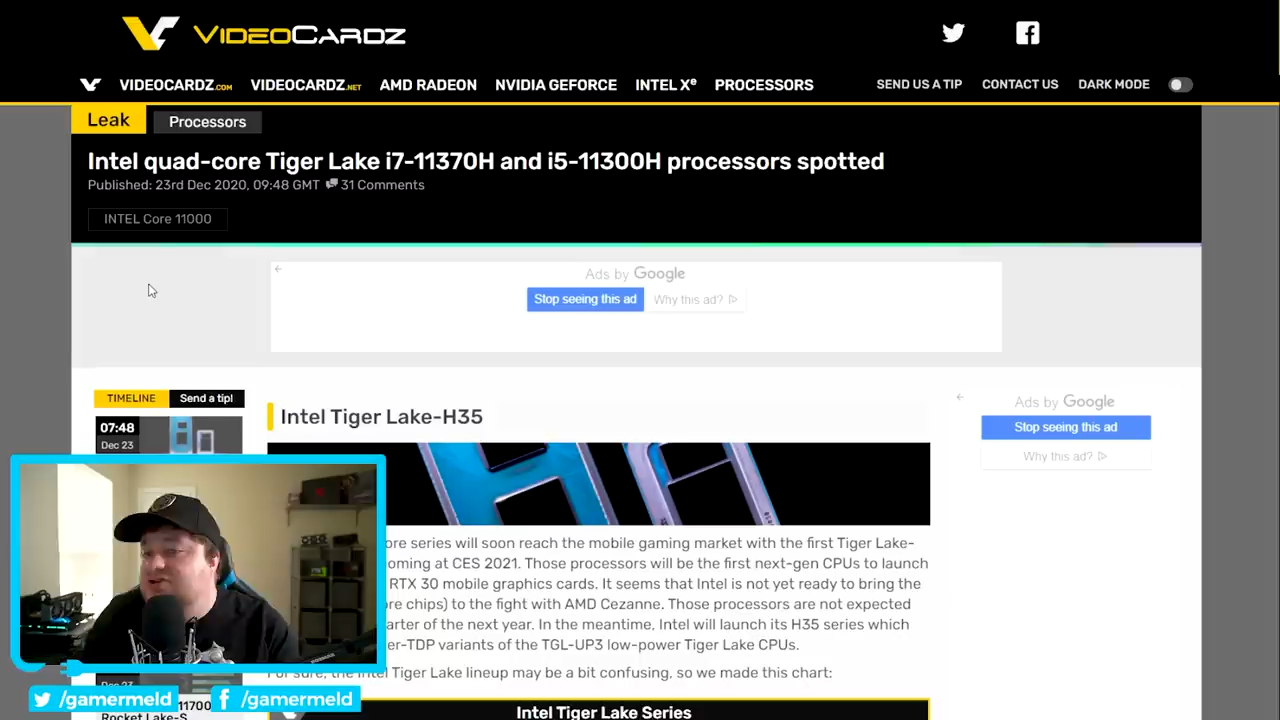 VIDEOCARDZ
VIDEOCARDZ.COM VIDEOCARDZ.NET AMD RADEON NVIDIA GEFORCE INTEL Xe PROCESSORS SEND US A TIP CONTACT US DARK MODE
Leak Processors
Intel quad-core Tiger Lake i7-11370H and i5-11300H processors spotted
Published: 23rd Dec 2020, 09:48 GMT 31 Comments
INTEL Core 11000
Ads by Google
Stop seeing this ad Why this ad?
TIMELINE Send a tip!
07:48
Dec 23
Intel Tiger Lake-H35
Ads by Google
Stop seeing this ad
Why this ad?
ore series will soon reach the mobile gaming market with the first Tiger Lake-
oming at CES 2021. Those processors will be the first next-gen CPUs to launch
RTX 30 mobile graphics cards. It seems that Intel is not yet ready to bring the
re chips) to the fight with AMD Cezanne. Those processors are not expected
arter of the next year. In the meantime, Intel will launch its H35 series which
er-TDP variants of the TGL-UP3 low-power Tiger Lake CPUs.
For sure, the Intel Tiger Lake lineup may be a bit confusing, so we made this chart:
Intel Tiger Lake Series
/gamermeld /gamermeld
11700
Rocket Lake-S